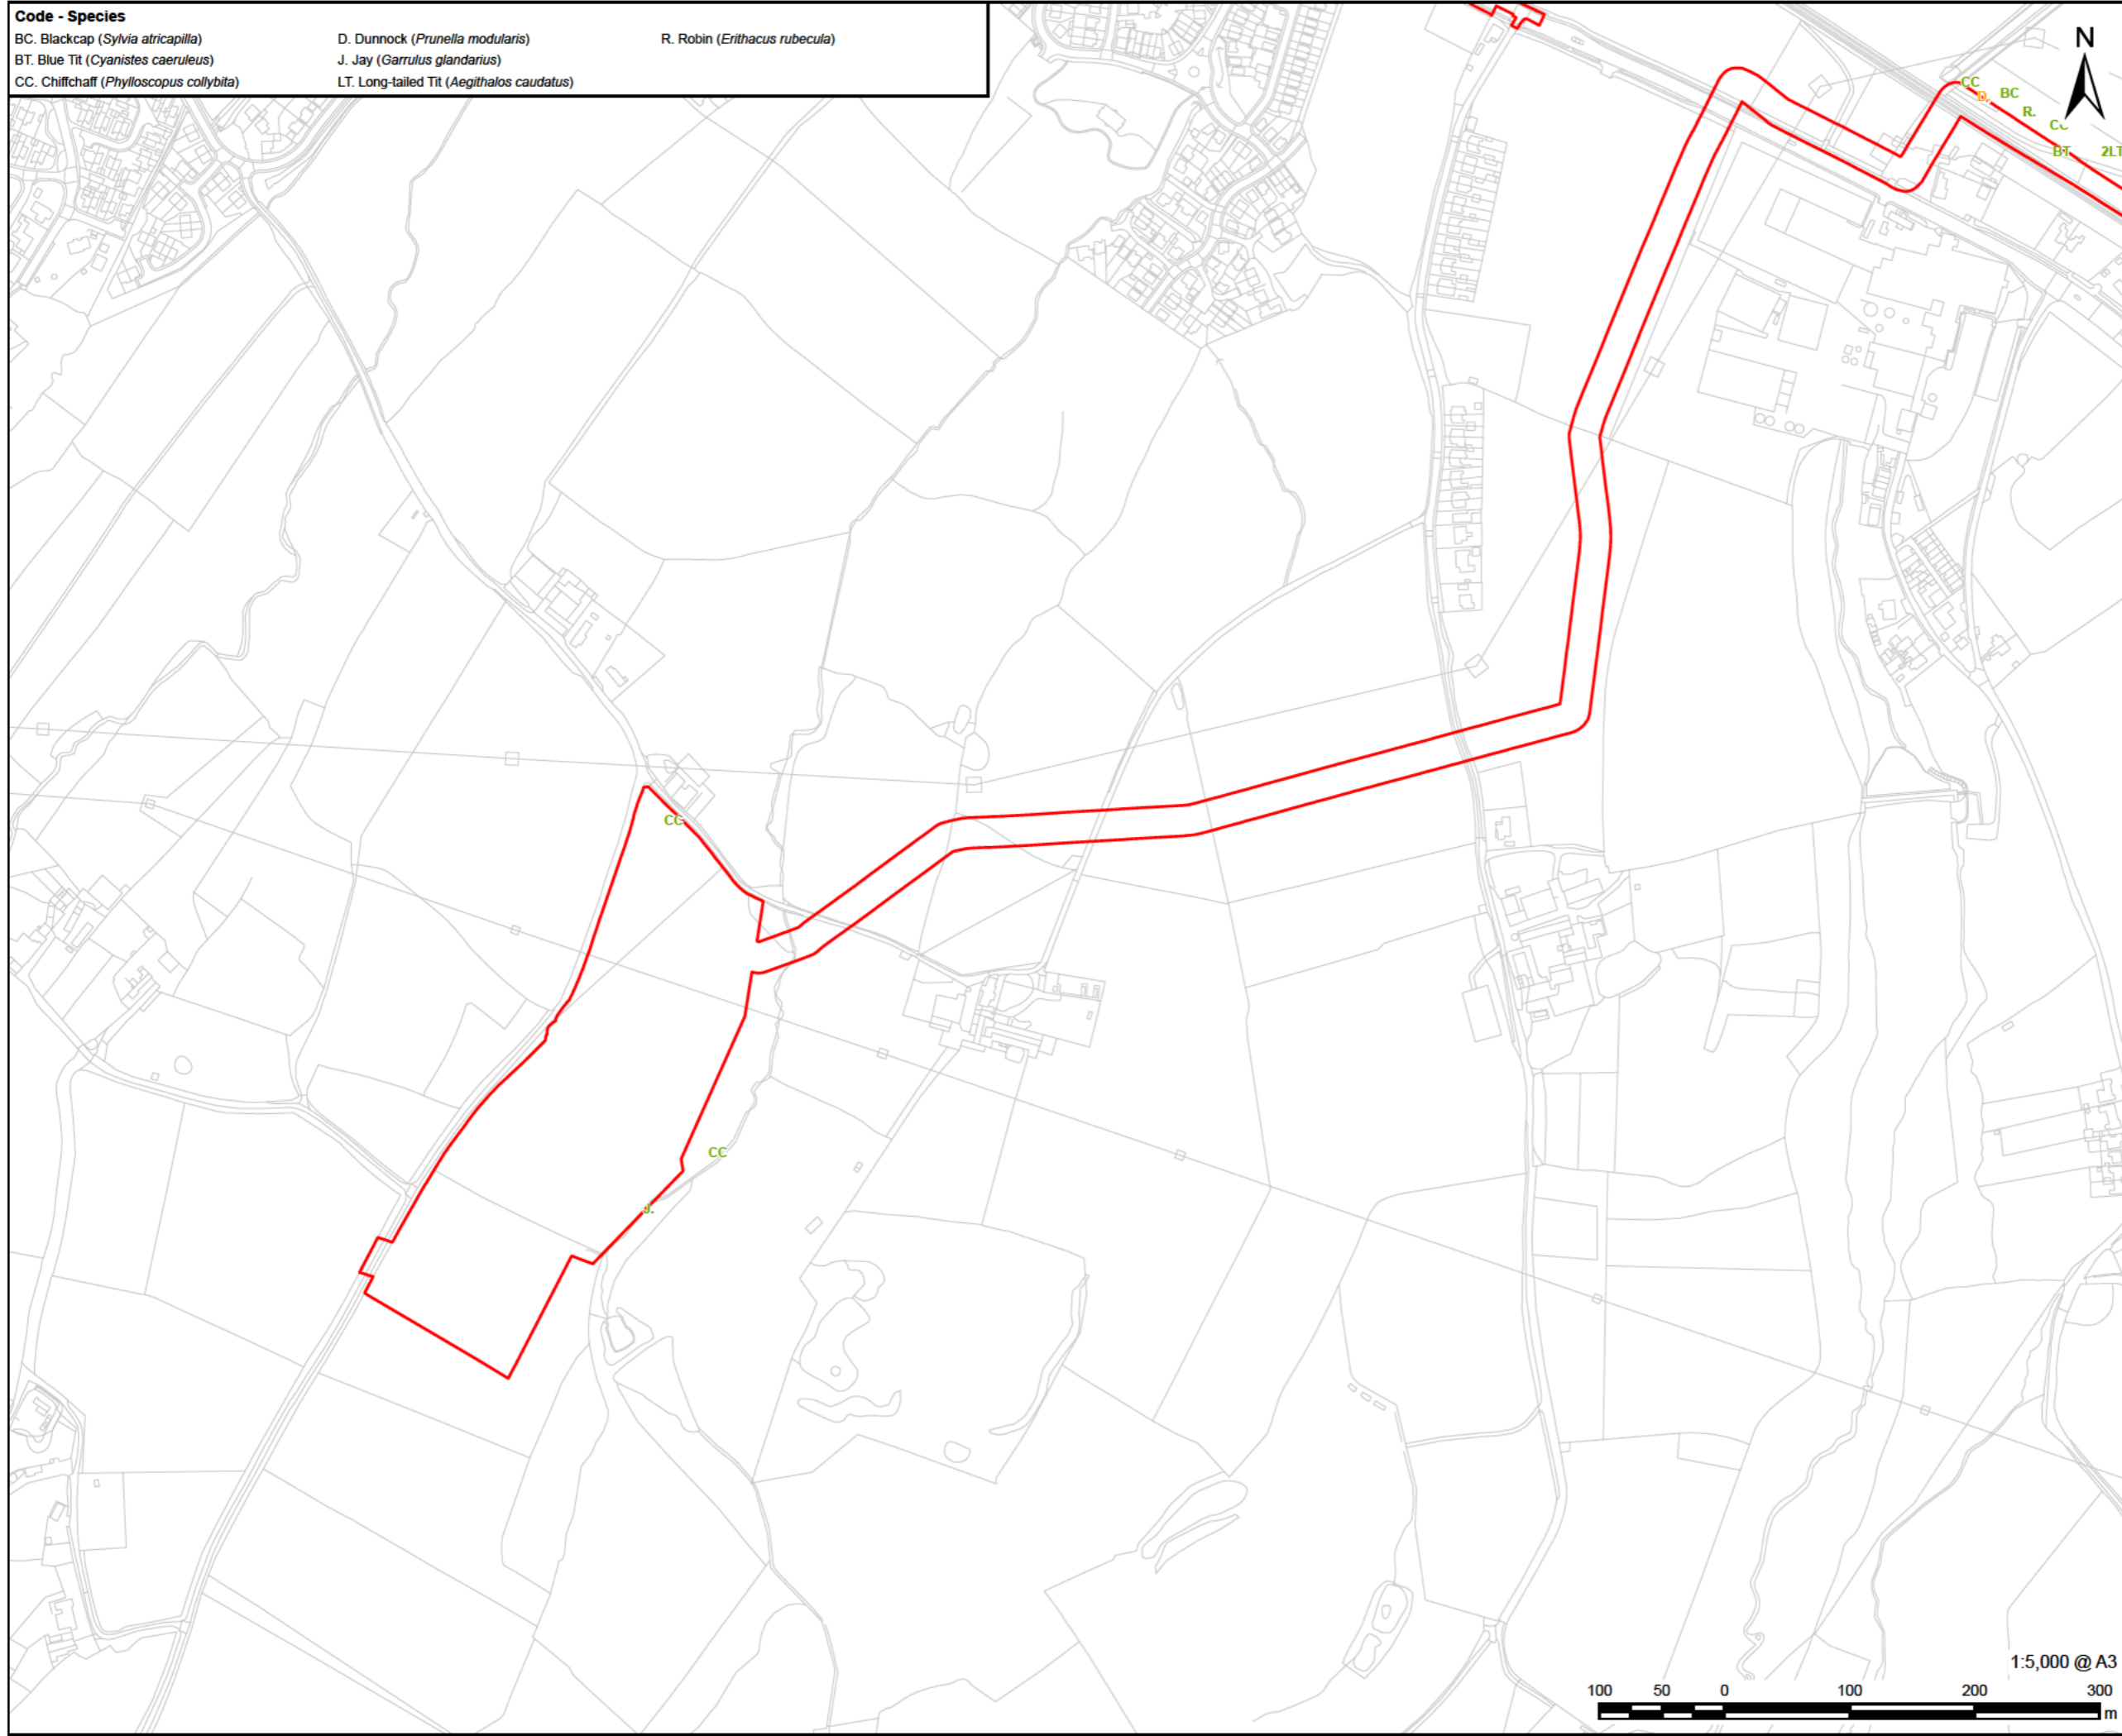 Code - Species
BC. Blackcap (Sylvia atricapilla)
BT. Blue Tit (Cyanistes caeruleus)
CC. Chiffchaff (Phylloscopus collybita)
D. Dunnock (Prunella modularis)
J. Jay (Garrulus glandarius)
LT. Long-tailed Tit (Aegithalos caudatus)
R. Robin (Erithacus rubecula)
N
CC
D.
BC
R.
CC
BT
2LT
CC
CC
J.
1:5,000 @ A3
100 50 0 100 200 300
m